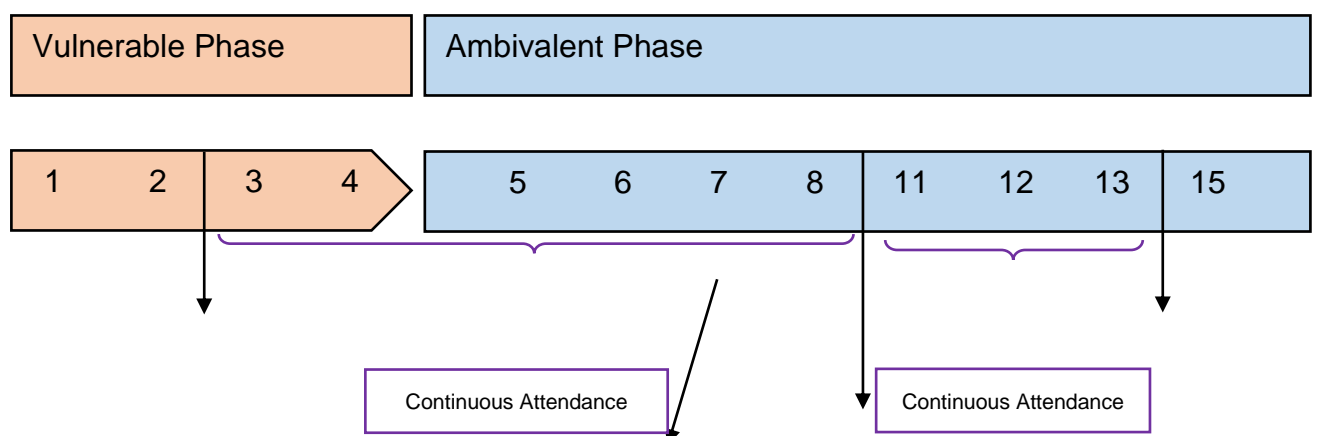 Vulnerable Phase Ambivalent Phase
1 2 3 4 5 6 7 8 11 12 13 15
Continuous Attendance Continuous Attendance